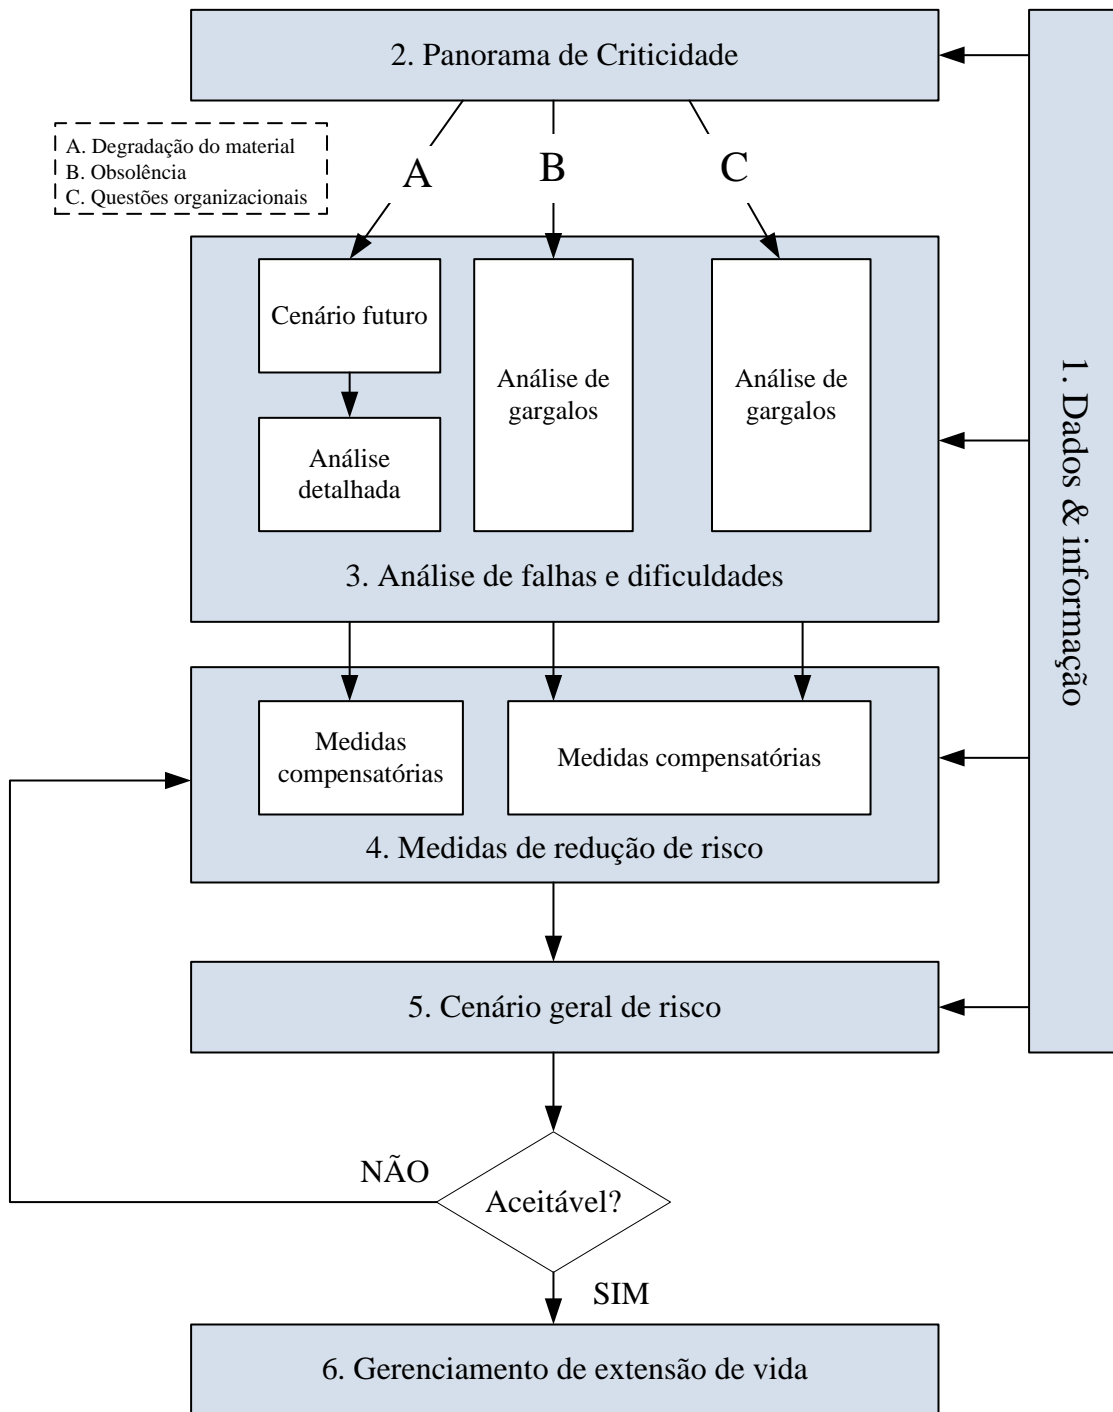 2. Panorama de Criticidade
A. Degradação do material
B. Obsolência
C. Questões organizacionais
A
B
C
Cenário futuro
Análise
detalhada
Análise de
gargalos
Análise de
gargalos
3. Análise de falhas e dificuldades
1. Dados & informação
Medidas
compensatórias
Medidas compensatórias
4. Medidas de redução de risco
5. Cenário geral de risco
NÃO
Aceitável?
SIM
6. Gerenciamento de extensão de vida